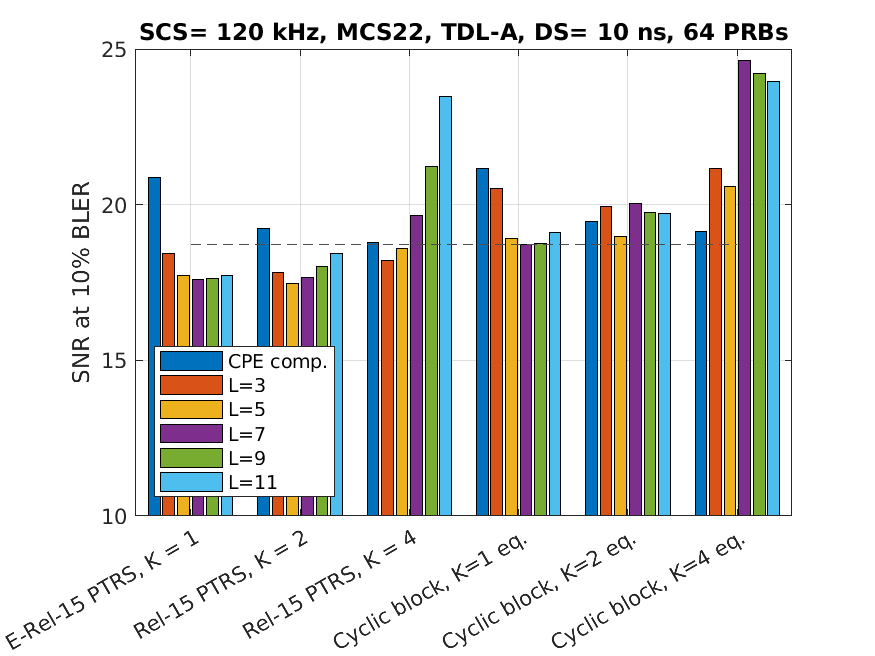 SCS= 120 kHz, MCS22, TDL-A, DS= 10 ns, 64 PRBs
SNR at 10% BLER
25
20
15
10
CPE comp.
L=3
L=5
L=7
L=9
L=11
E-Rel-15 PTRS, K = 1
Rel-15 PTRS, K = 2
Rel-15 PTRS, K = 4
Cyclic block, K=1 eq.
Cyclic block, K=2 eq.
Cyclic block, K=4 eq.